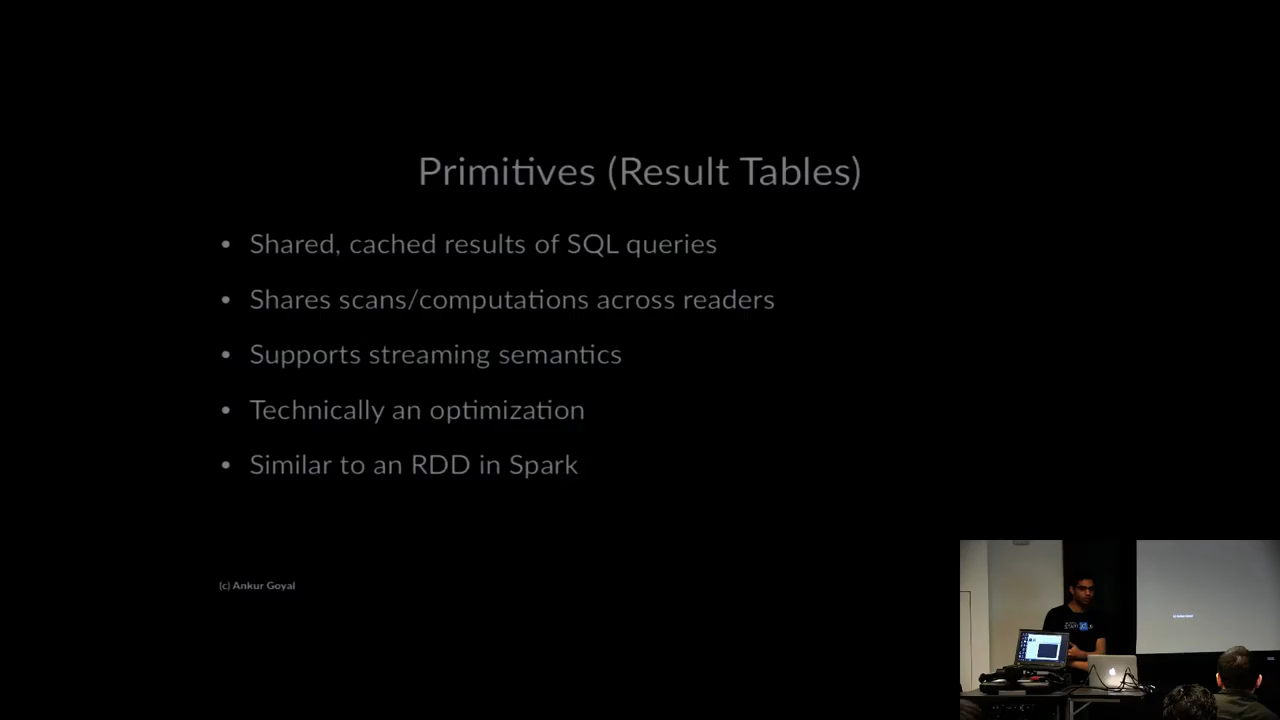 Primitives (Result Tables)
• Shared, cached results of SQL queries
• Shares scans/computations across readers
• Supports streaming semantics
• Technically an optimization
• Similar to an RDD in Spark
(c) Ankur Goyal